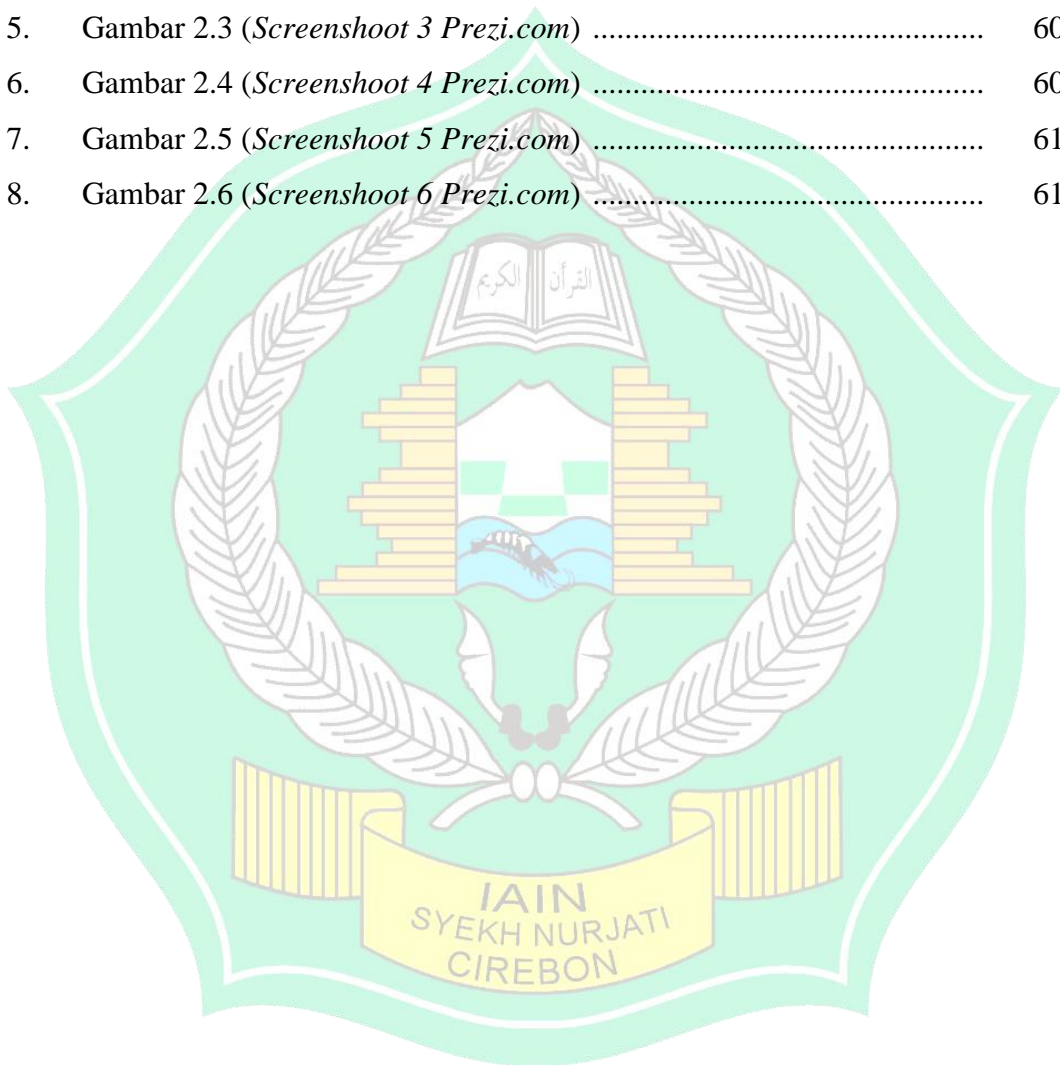 5. Gambar 2.3 (Screenshoot 3 Prezi.com) ................................................. 60
6. Gambar 2.4 (Screenshoot 4 Prezi.com) ................................................. 60
7. Gambar 2.5 (Screenshoot 5 Prezi.com) ................................................. 61
8. Gambar 2.6 (Screenshoot 6 Prezi.com) ................................................. 61
القرأن الكريم
IAIN
SYEKH NURJATI
CIREBON